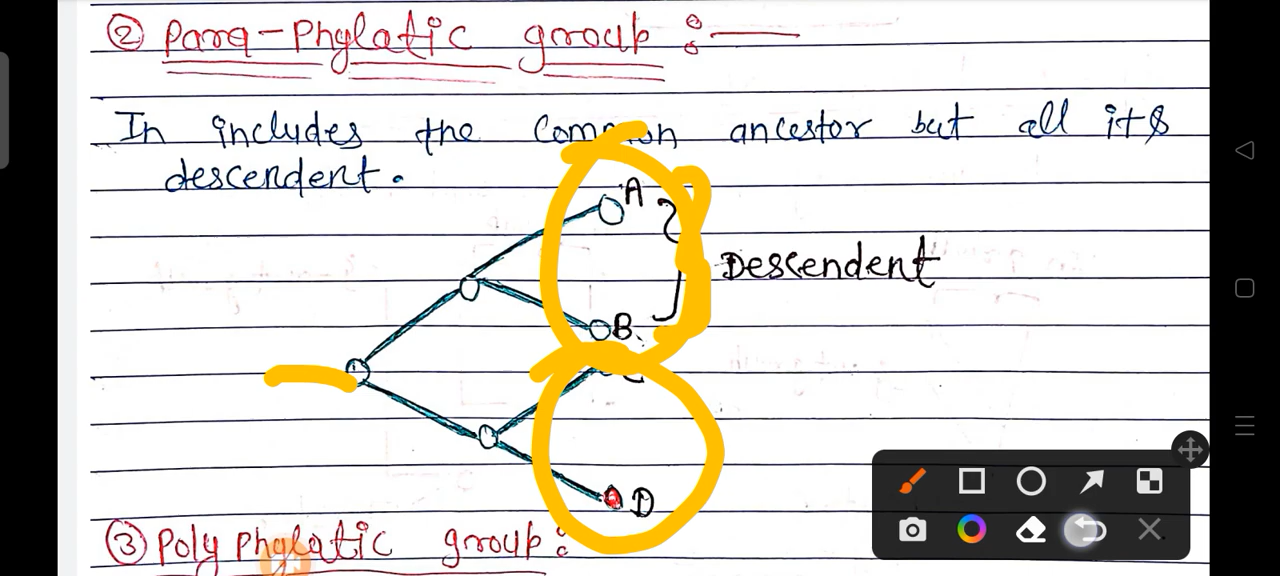 ② Para-Phylatic group :—
In includes the common ancestor but all its
descendent.
A
Descendent
B
C
D
③ Poly phylatic group :